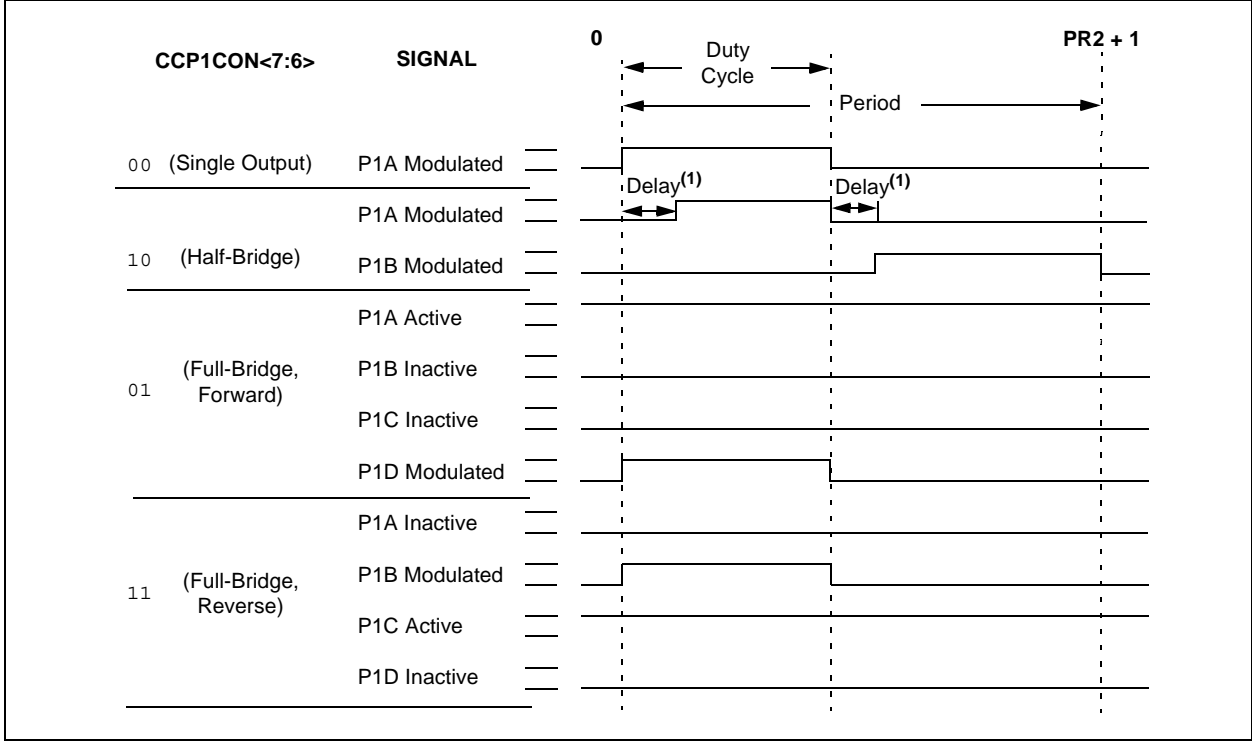 0
PR2 + 1
CCP1CON<7:6>
SIGNAL
Duty
Cycle
Period
00
(Single Output)
P1A Modulated
Delay(1)
Delay(1)
P1A Modulated
10
(Half-Bridge)
P1B Modulated
P1A Active
01
(Full-Bridge,
Forward)
P1B Inactive
P1C Inactive
P1D Modulated
P1A Inactive
11
(Full-Bridge,
Reverse)
P1B Modulated
P1C Active
P1D Inactive